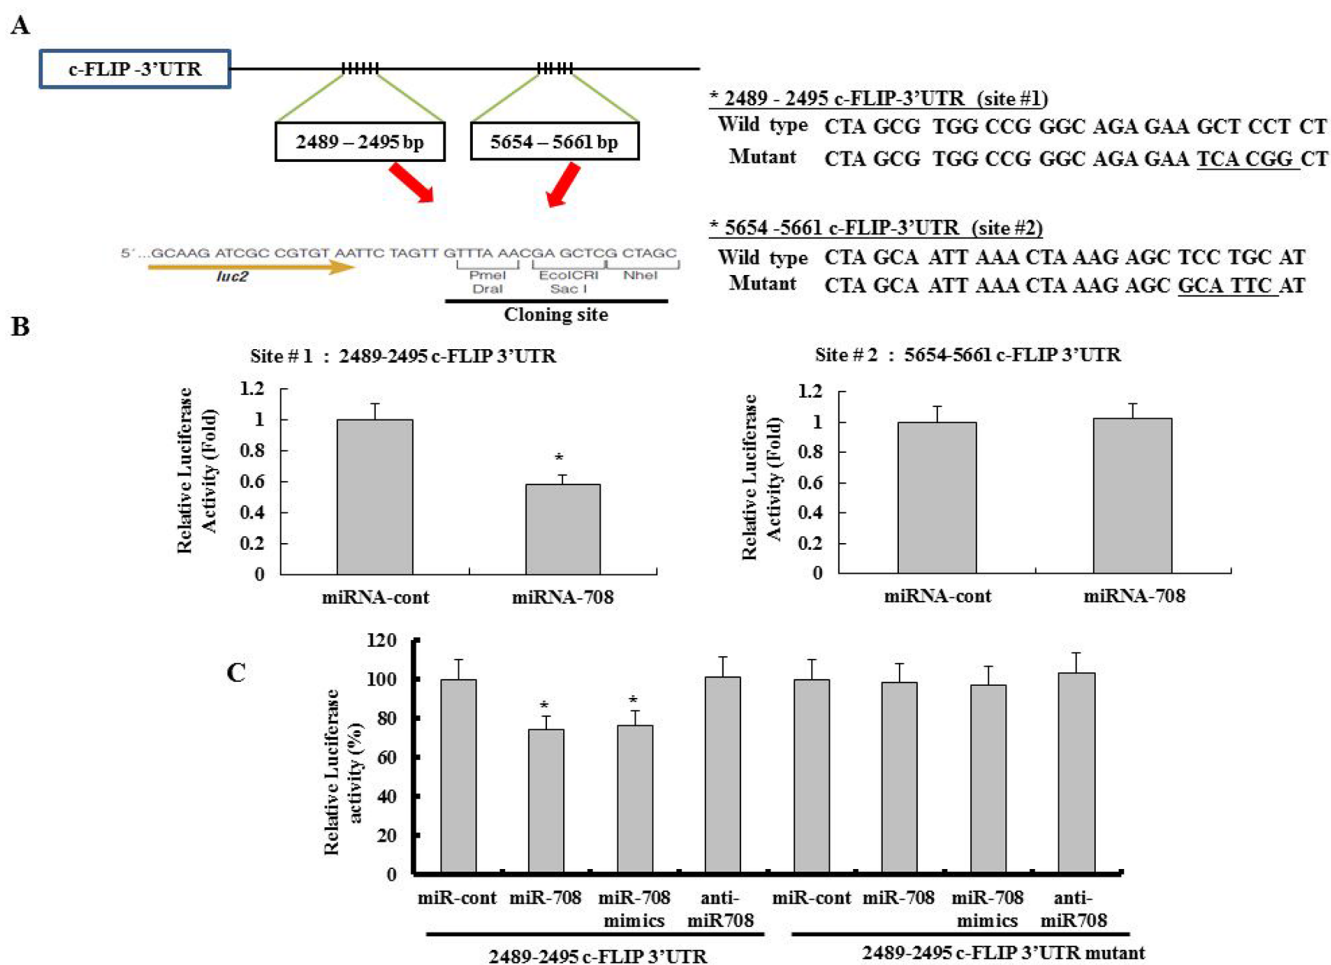 A
c-FLIP -3'UTR
2489 – 2495 bp
5654 – 5661 bp
* 2489 - 2495 c-FLIP-3'UTR (site #1)
Wild type CTA GCG TGG CCG GGC AGA GAA GCT CCT CT
Mutant CTA GCG TGG CCG GGC AGA GAA TCA CGG CT
* 5654 -5661 c-FLIP-3'UTR (site #2)
Wild type CTA GCA ATT AAA CTA AAG AGC TCC TGC AT
Mutant CTA GCA ATT AAA CTA AAG AGC GCA TTC AT
5´...GCAAG ATCGC CGTGT AATTC TAGTT GTTTA AACGA GCTCG CTAGC
luc2
PmeI
DraI
EcoICRI
Sac I
NheI
Cloning site
B
Site # 1 : 2489-2495 c-FLIP 3'UTR
Relative Luciferase
Activity (Fold)
1.2
1
0.8
0.6
0.4
0.2
0
*
miRNA-cont miRNA-708
Site # 2 : 5654-5661 c-FLIP 3'UTR
Relative Luciferase
Activity (Fold)
1.2
1
0.8
0.6
0.4
0.2
0
miRNA-cont miRNA-708
C
Relative Luciferase
activity (%)
120
100
80
60
40
20
0
* *
miR-cont miR-708 miR-708 anti- miR-cont miR-708 miR-708 anti-
mimics miR708 mimics miR708
2489-2495 c-FLIP 3'UTR 2489-2495 c-FLIP 3'UTR mutant